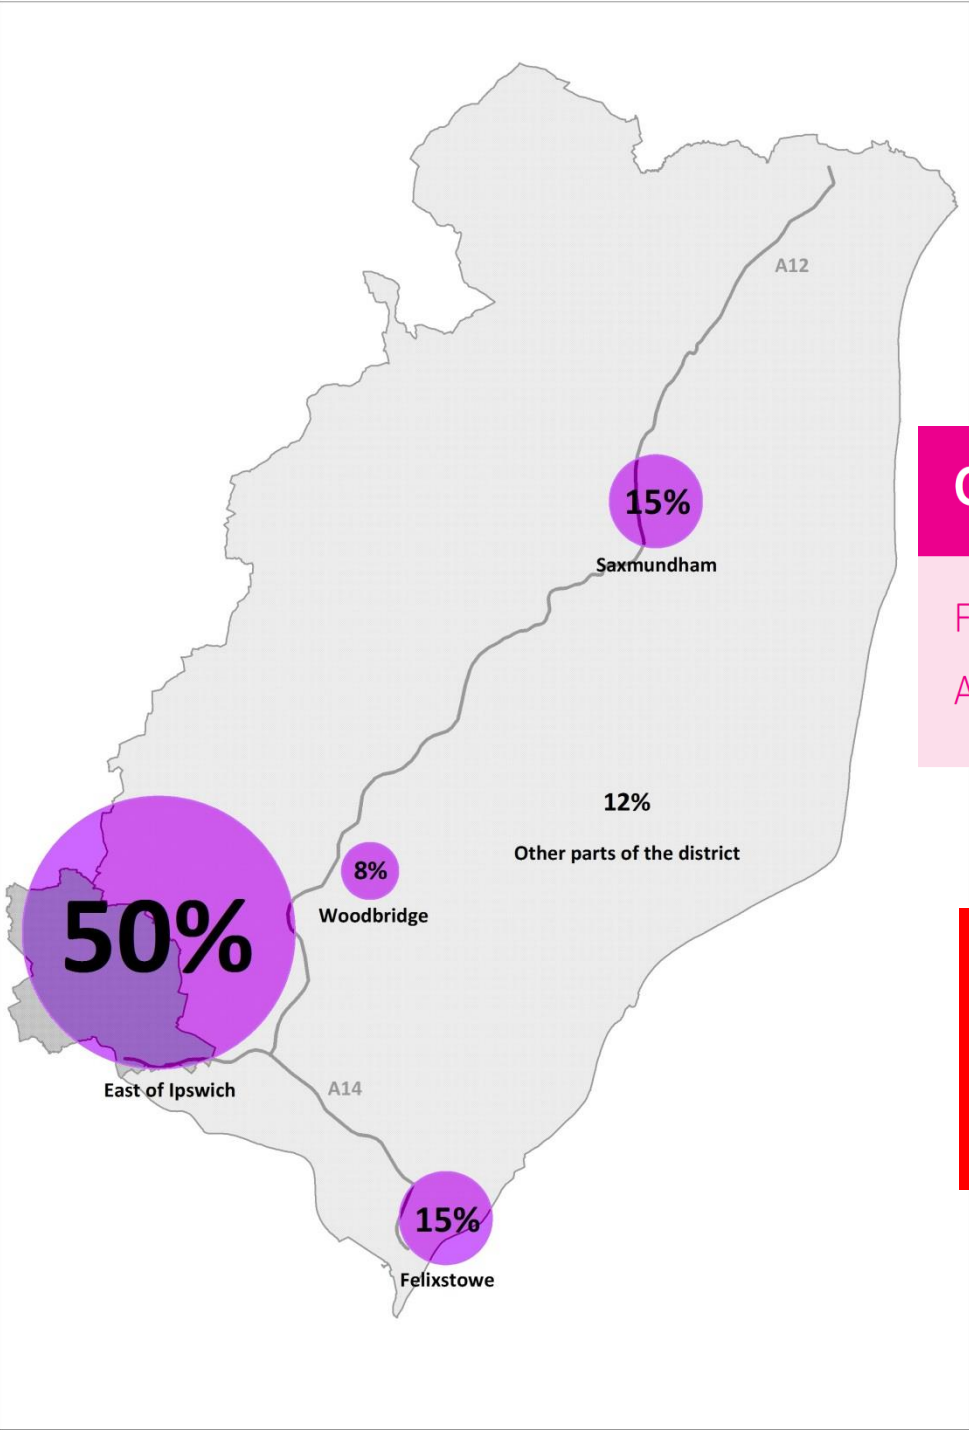 A12
15%
Saxmundham
12%
Other parts of the district
8%
Woodbridge
50%
East of Ipswich
A14
15%
Felixstowe